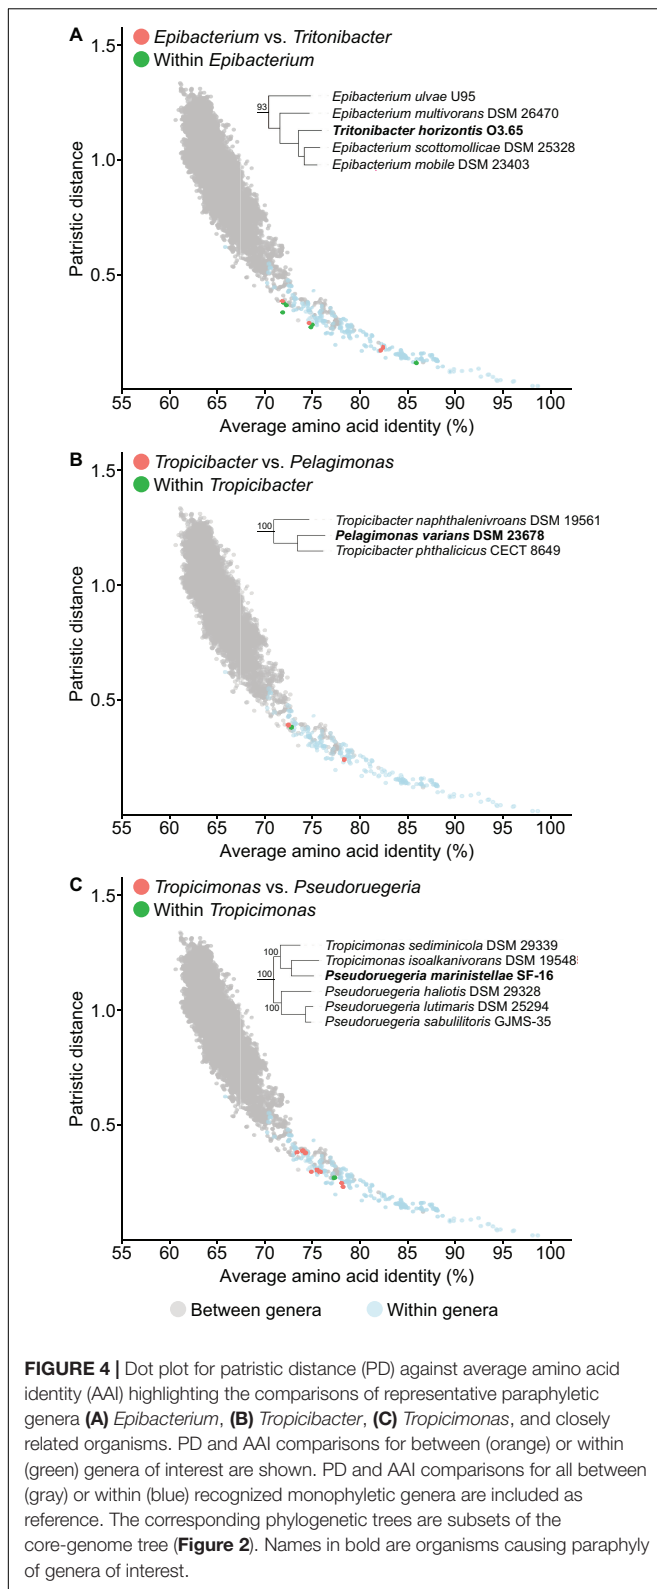 A
Epibacterium vs. Tritonibacter
Within Epibacterium
1.5
1.0
0.5
Patristic distance
93
Epibacterium ulvae U95
Epibacterium multivorans DSM 26470
Tritonibacter horizontis O3.65
Epibacterium scottomollicae DSM 25328
Epibacterium mobile DSM 23403
55 60 65 70 75 80 85 90 95 100
Average amino acid identity (%)
B
Tropicibacter vs. Pelagimonas
Within Tropicibacter
1.5
1.0
0.5
Patristic distance
100
Tropicibacter naphthalenivroans DSM 19561
Pelagimonas varians DSM 23678
Tropicibacter phthalicicus CECT 8649
55 60 65 70 75 80 85 90 95 100
Average amino acid identity (%)
C
Tropicimonas vs. Pseudoruegeria
Within Tropicimonas
1.5
1.0
0.5
Patristic distance
100
100
100
Tropicimonas sediminicola DSM 29339
Tropicimonas isoalkanivorans DSM 19548
Pseudoruegeria marinistellae SF-16
Pseudoruegeria haliotis DSM 29328
Pseudoruegeria lutimaris DSM 25294
Pseudoruegeria sabulilitoris GJMS-35
55 60 65 70 75 80 85 90 95 100
Average amino acid identity (%)
Between genera Within genera
FIGURE 4 | Dot plot for patristic distance (PD) against average amino acid
identity (AAI) highlighting the comparisons of representative paraphyletic
genera (A) Epibacterium, (B) Tropicibacter, (C) Tropicimonas, and closely
related organisms. PD and AAI comparisons for between (orange) or within
(green) genera of interest are shown. PD and AAI comparisons for all between
(gray) or within (blue) recognized monophyletic genera are included as
reference. The corresponding phylogenetic trees are subsets of the
core-genome tree (Figure 2). Names in bold are organisms causing paraphyly
of genera of interest.